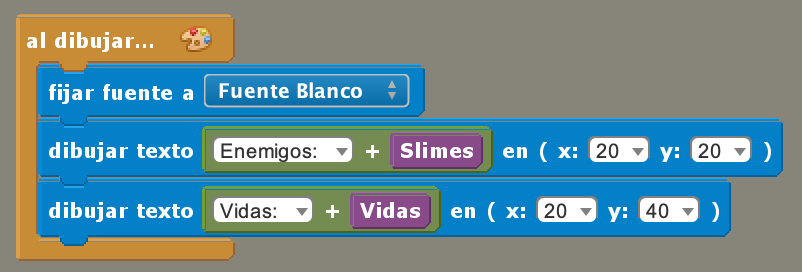 al dibujar...
fijar fuente a Fuente Blanco
dibujar texto Enemigos: + Slimes en ( x: 20 y: 20 )
dibujar texto Vidas: + Vidas en ( x: 20 y: 40 )